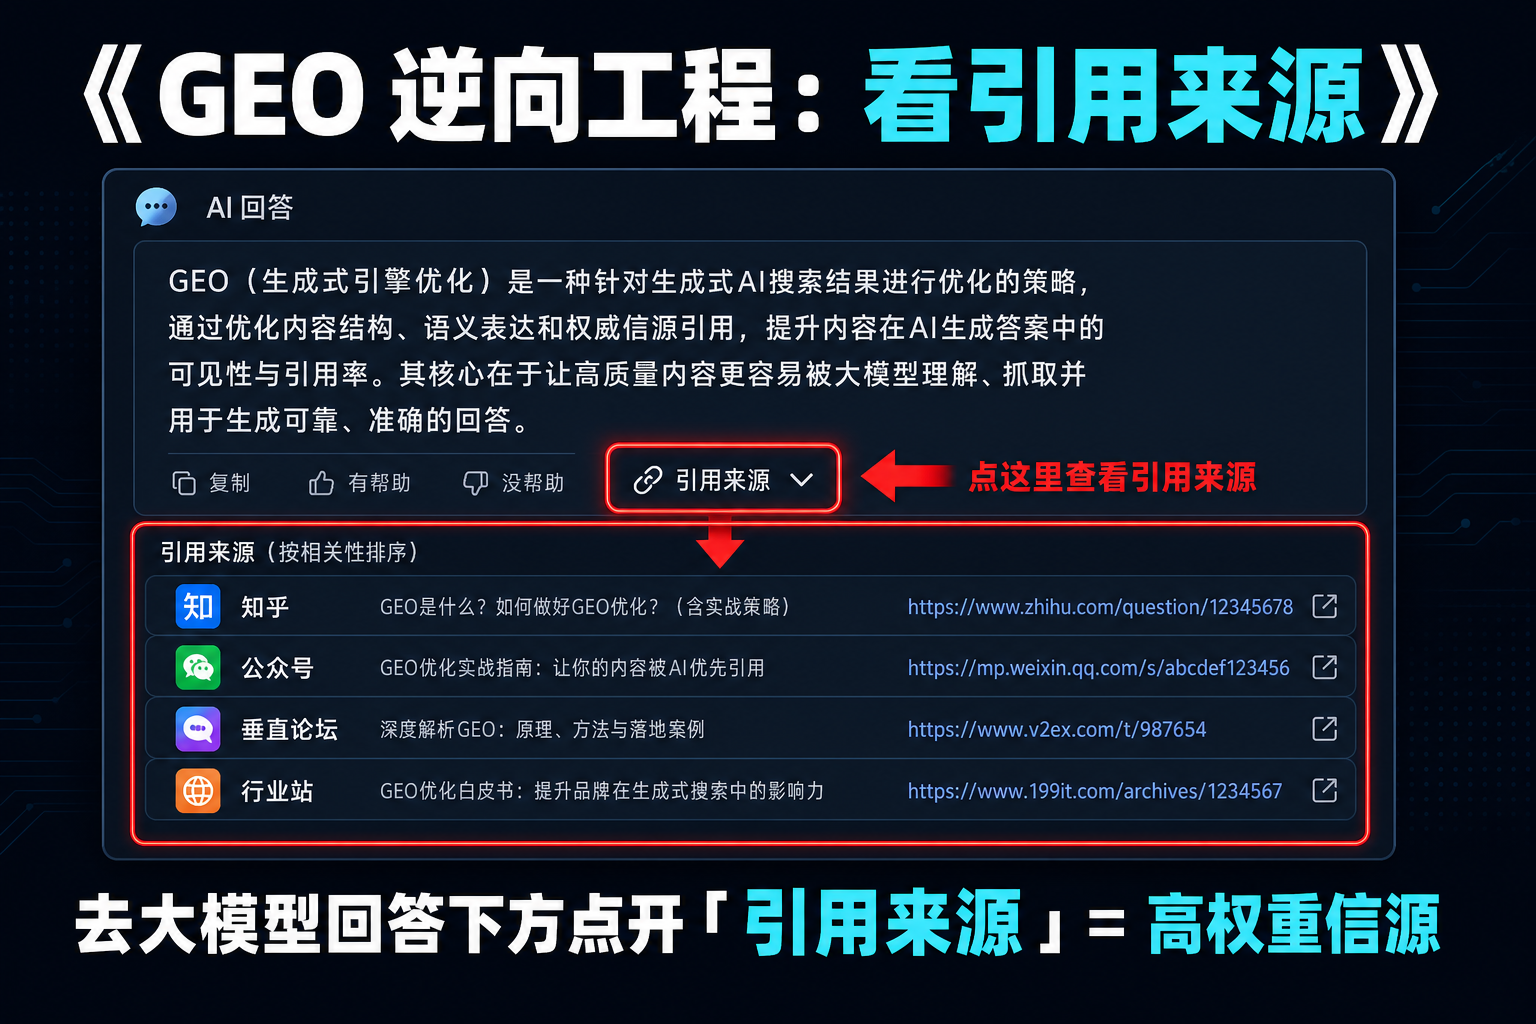 《GEO 逆向工程：看引用来源》
AI 回答
GEO（生成式引擎优化）是一种针对生成式AI搜索结果进行优化的策略，
通过优化内容结构、语义表达和权威信源引用，提升内容在AI生成答案中的
可见性与引用率。其核心在于让高质量内容更容易被大模型理解、抓取并
用于生成可靠、准确的回答。
复制 有帮助 没帮助 引用来源 点这里查看引用来源
引用来源（按相关性排序）
知 知乎 GEO是什么？如何做好GEO优化？（含实战策略） https://www.zhihu.com/question/12345678
公众号 GEO优化实战指南：让你的内容被AI优先引用 https://mp.weixin.qq.com/s/abcdef123456
垂直论坛 深度解析GEO：原理、方法与落地案例 https://www.v2ex.com/t/987654
行业站 GEO优化白皮书：提升品牌在生成式搜索中的影响力 https://www.199it.com/archives/1234567
去大模型回答下方点开「引用来源」=高权重信源